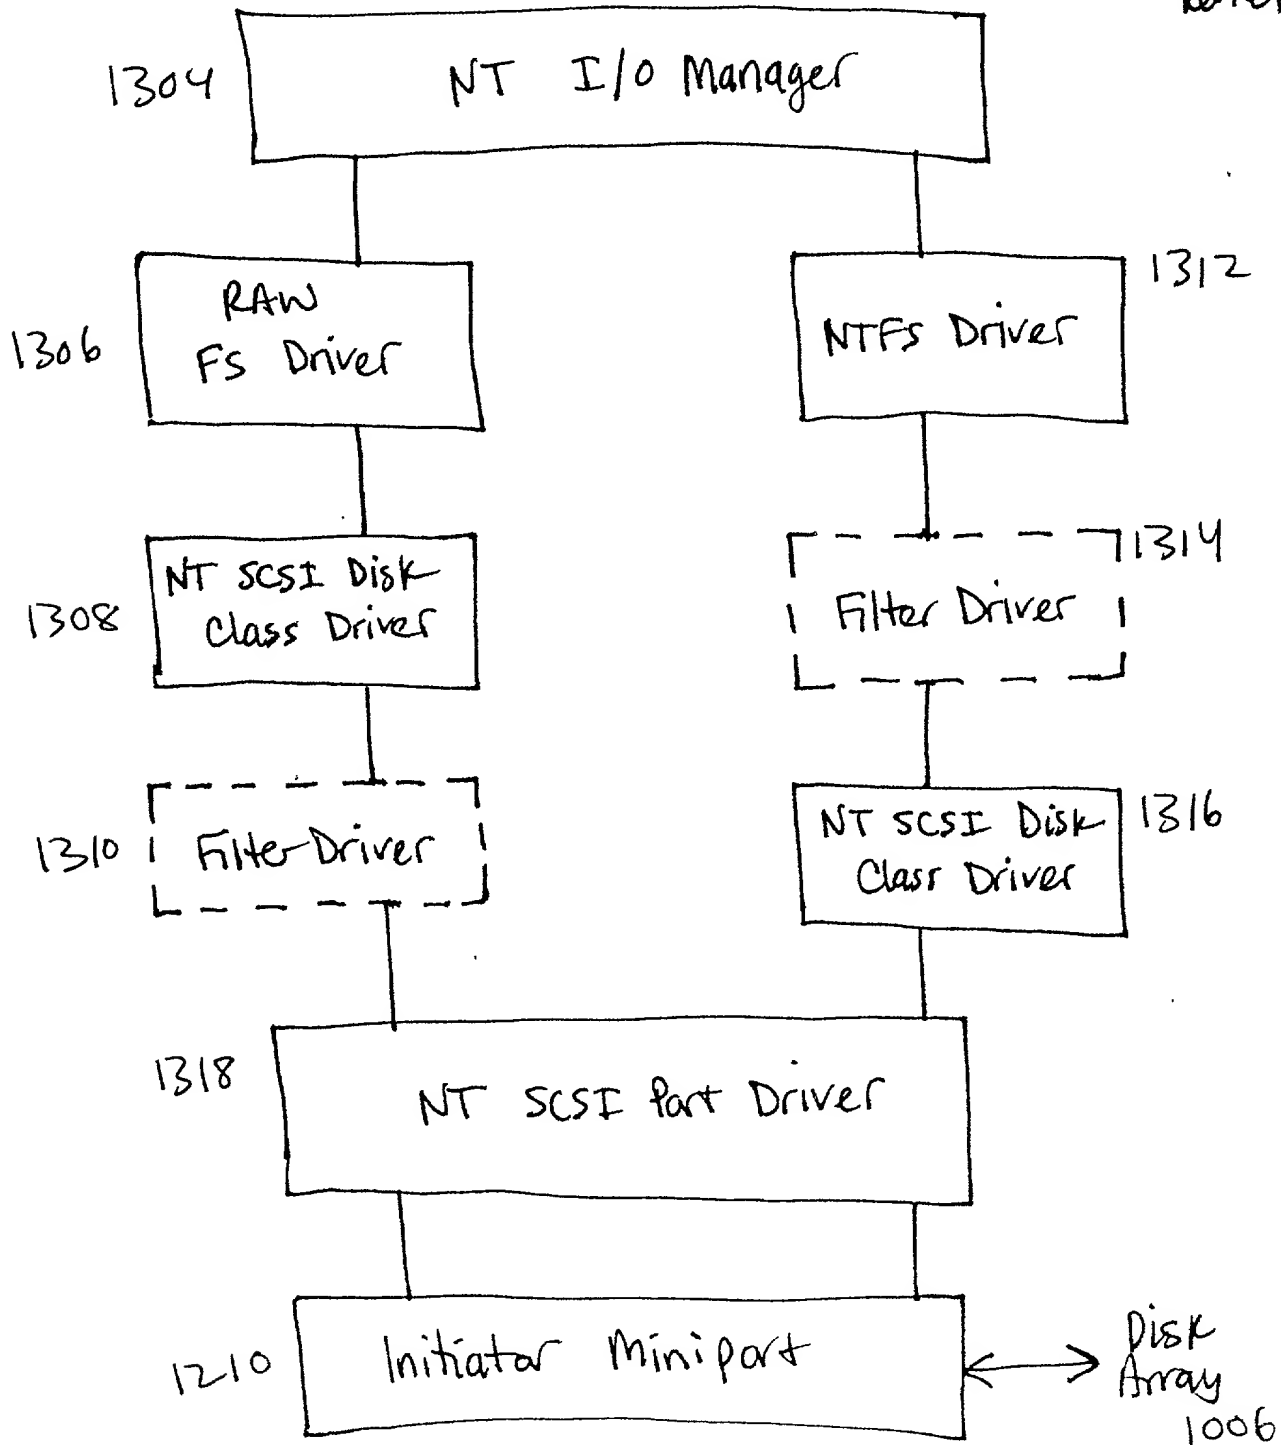 1304
NT I/O Manager
1306
RAW
FS Driver
1312
NTFS Driver
1308
NT SCSI Disk
Class Driver
1314
Filter Driver
1310
Filter Driver
1316
NT SCSI Disk
Class Driver
1318
NT SCSI Port Driver
1210
Initiator Miniport
Disk
Array
1006